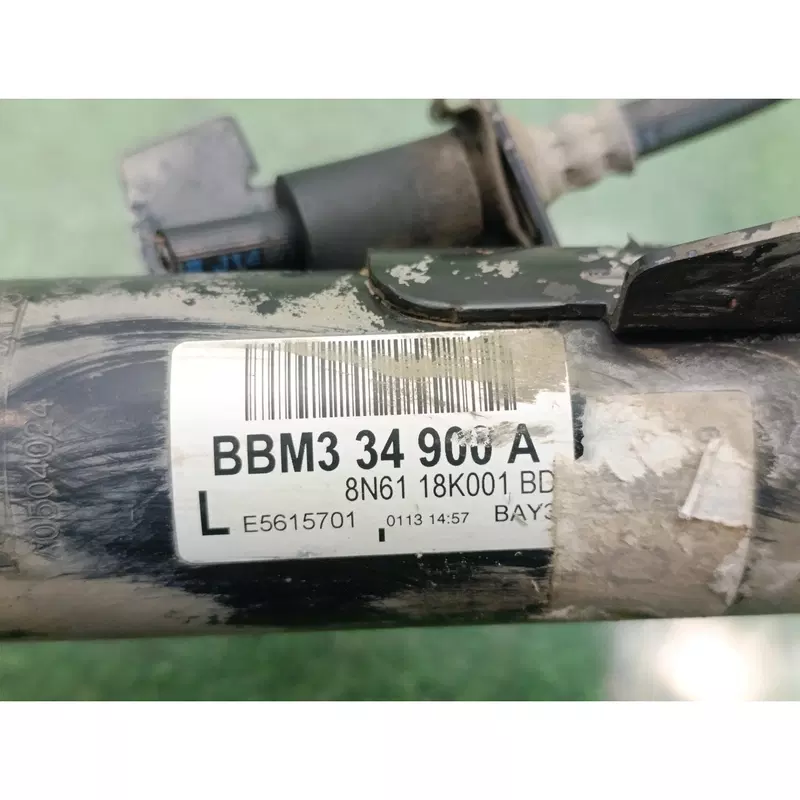 BBM3 34 900 A
8N61 18K001 BD
L E5615701 0113 14:57 BAY3